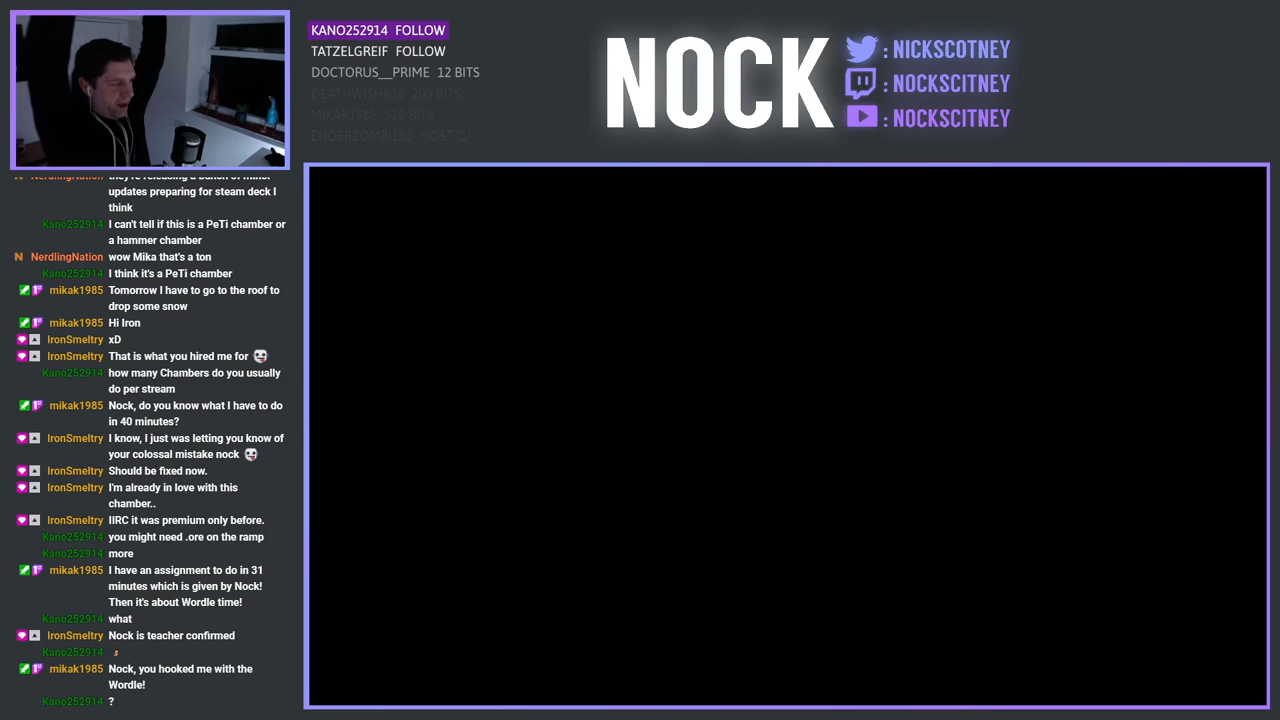 KANO252914 FOLLOW
TATZELGREIF FOLLOW
DOCTORUS__PRIME 12 BITS
DEATHWISH808 200 BITS
MIKAK1985 510 BITS
NOCK
: NICKSCOTNEY
: NOCKSCITNEY
: NOCKSCITNEY
updates preparing for steam deck I
think
Kano252914 I can't tell if this is a PeTi chamber or
a hammer chamber
N NerdlingNation wow Mika that's a ton
Kano252914 I think it's a PeTi chamber
mikak1985 Tomorrow I have to go to the roof to
drop some snow
mikak1985 Hi Iron
IronSmeltry xD
IronSmeltry That is what you hired me for
Kano252914 how many Chambers do you usually
do per stream
mikak1985 Nock, do you know what I have to do
in 40 minutes?
IronSmeltry I know, I just was letting you know of
your colossal mistake nock
IronSmeltry Should be fixed now.
IronSmeltry I'm already in love with this
chamber..
IronSmeltry IIRC it was premium only before.
Kano252914 you might need .ore on the ramp
Kano252914 more
mikak1985 I have an assignment to do in 31
minutes which is given by Nock!
Then it's about Wordle time!
Kano252914 what
IronSmeltry Nock is teacher confirmed
Kano252914
mikak1985 Nock, you hooked me with the
Wordle!
Kano252914 ?